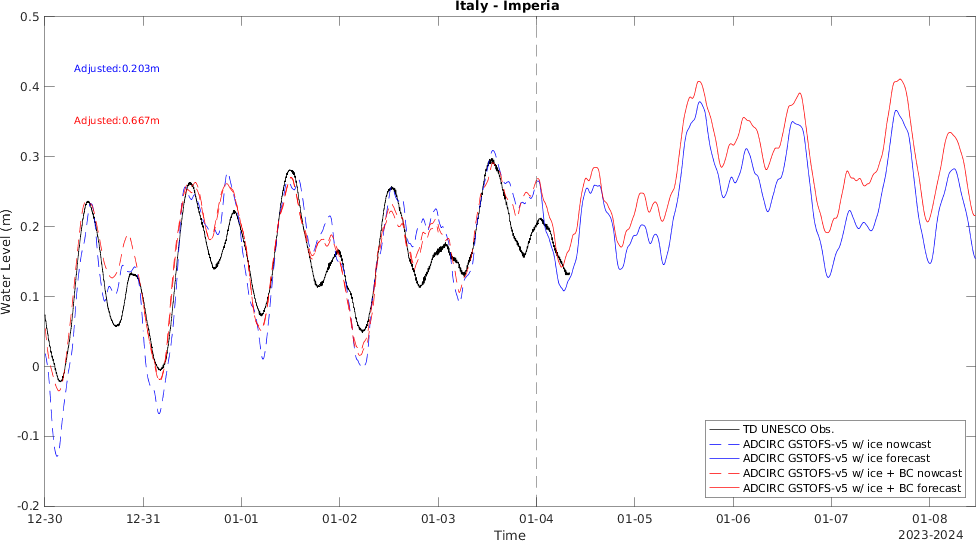 Italy - Imperia
Adjusted:0.203m
Adjusted:0.667m
Water Level (m)
0.5
0.4
0.3
0.2
0.1
0
-0.1
-0.2
TD UNESCO Obs.
ADCIRC GSTOFS-v5 w/ ice nowcast
ADCIRC GSTOFS-v5 w/ ice forecast
ADCIRC GSTOFS-v5 w/ ice + BC nowcast
ADCIRC GSTOFS-v5 w/ ice + BC forecast
12-30 12-31 01-01 01-02 01-03 01-04 01-05 01-06 01-07 01-08
Time
2023-2024